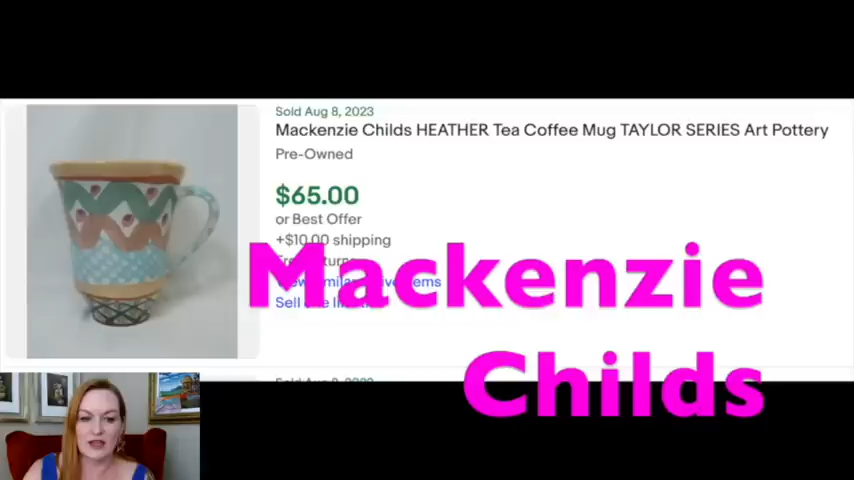 Sold Aug 8, 2023
Mackenzie Childs HEATHER Tea Coffee Mug TAYLOR SERIES Art Pottery
Pre-Owned
$65.00
or Best Offer
+$10.00 shipping
Mackenzie
Childs